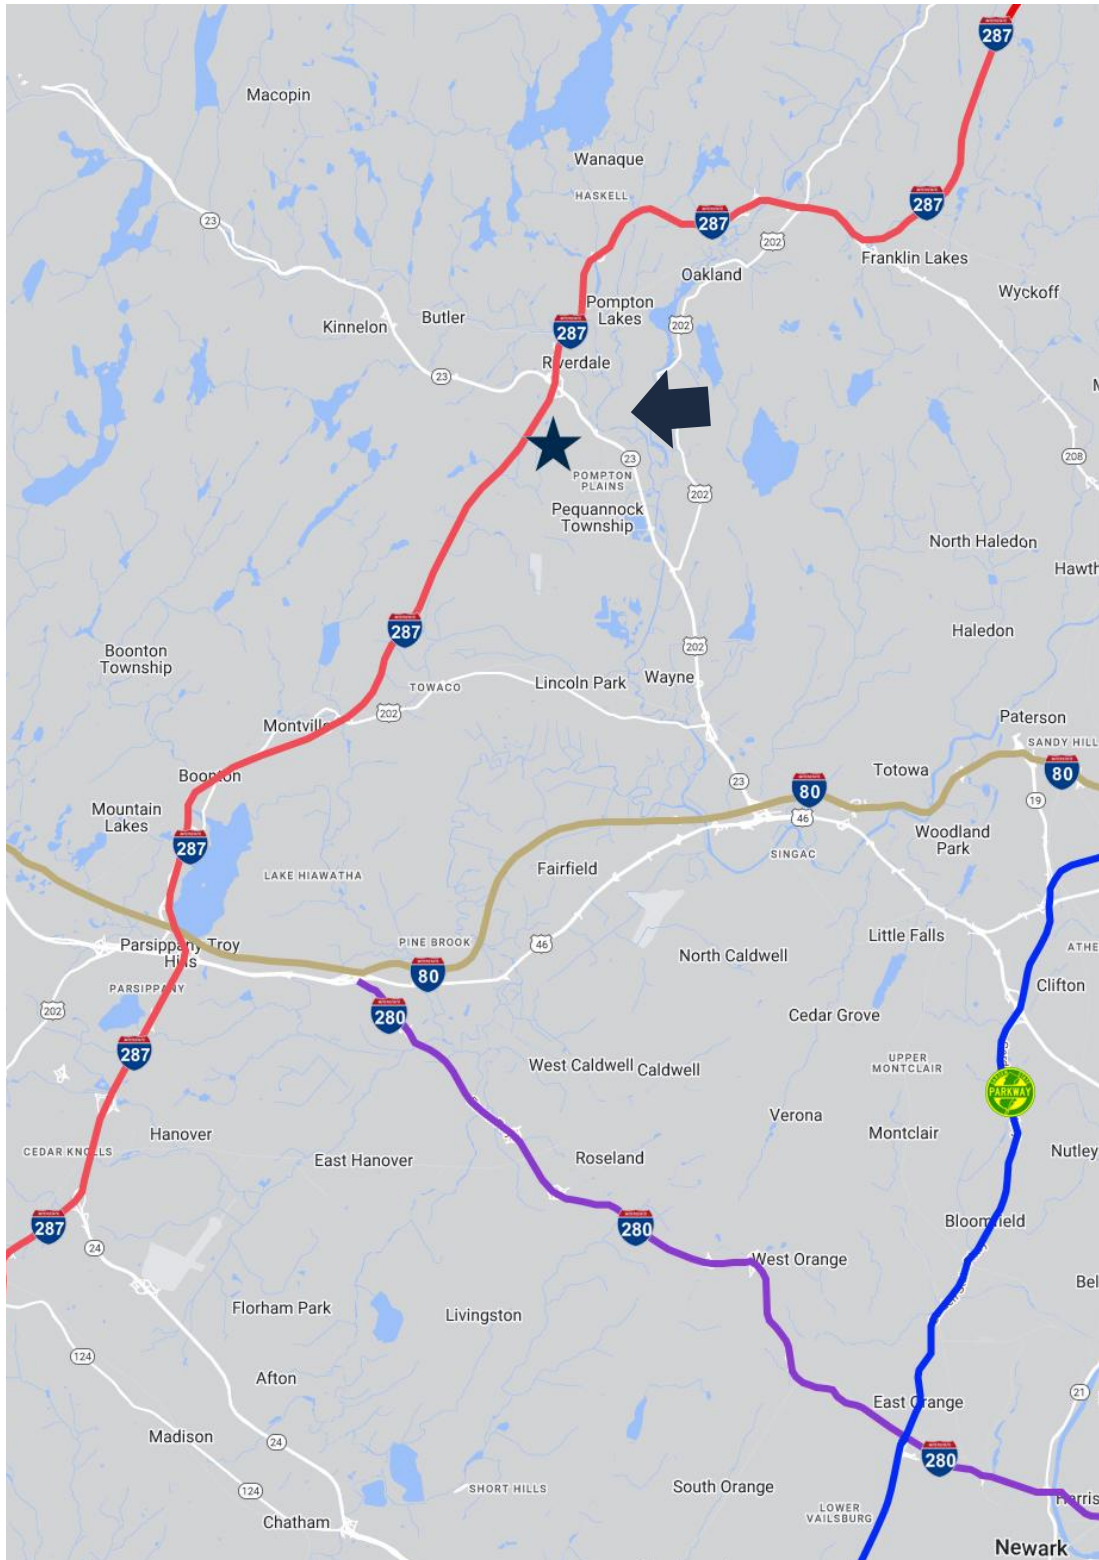 287
Macopin
Wanaque
HASKELL
287
287
23
202
Oakland
Franklin Lakes
Wyckoff
Pompton
Lakes
Butler
Kinnelon
287
202
Riverdale
23
23
208
POMPTON
PLAINS
202
Pequannock
Township
North Haledon
Hawth
287
Haledon
Boonton
Township
202
Wayne
Lincoln Park
TOWACO
202
Montville
Paterson
SANDY HILL
Boonton
Totowa
80
23
80
19
Mountain
Lakes
46
Woodland
Park
287
SINGAC
Fairfield
LAKE HIAWATHA
Little Falls
PINE BROOK
46
Parsippany Troy
Hills
North Caldwell
ATHE
80
Clifton
PARSIPPANY
202
280
Cedar Grove
287
UPPER
MONTCLAIR
West Caldwell
Caldwell
PARKWAY
Verona
Hanover
Montclair
CEDAR KNOLLS
Nutley
East Hanover
Roseland
287
280
Bloomfield
24
West Orange
Bel
Florham Park
Livingston
124
Afton
21
East Orange
Madison
24
280
124
SHORT HILLS
South Orange
Harris
LOWER
VAILSBURG
Chatham
Newark